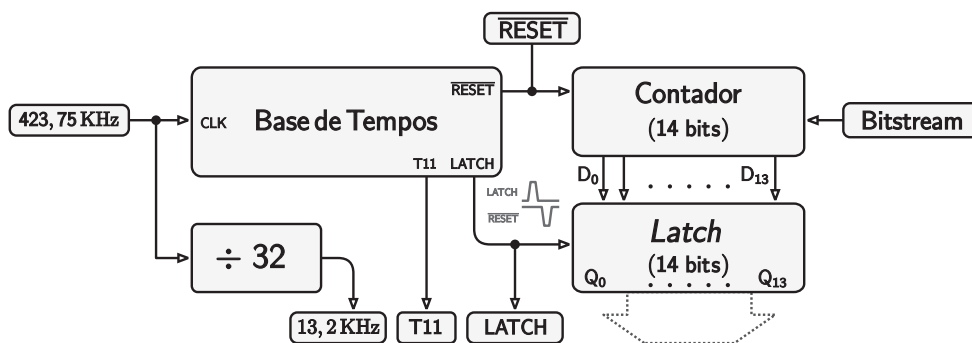 RESET
RESET
Contador
(14 bits)
423,75 KHz
CLK
Base de Tempos
Bitstream
T11 LATCH
D0 . . . . . D13
LATCH
RESET
Latch
(14 bits)
Q0 . . . . . Q13
÷ 32
13,2 KHz
T11
LATCH